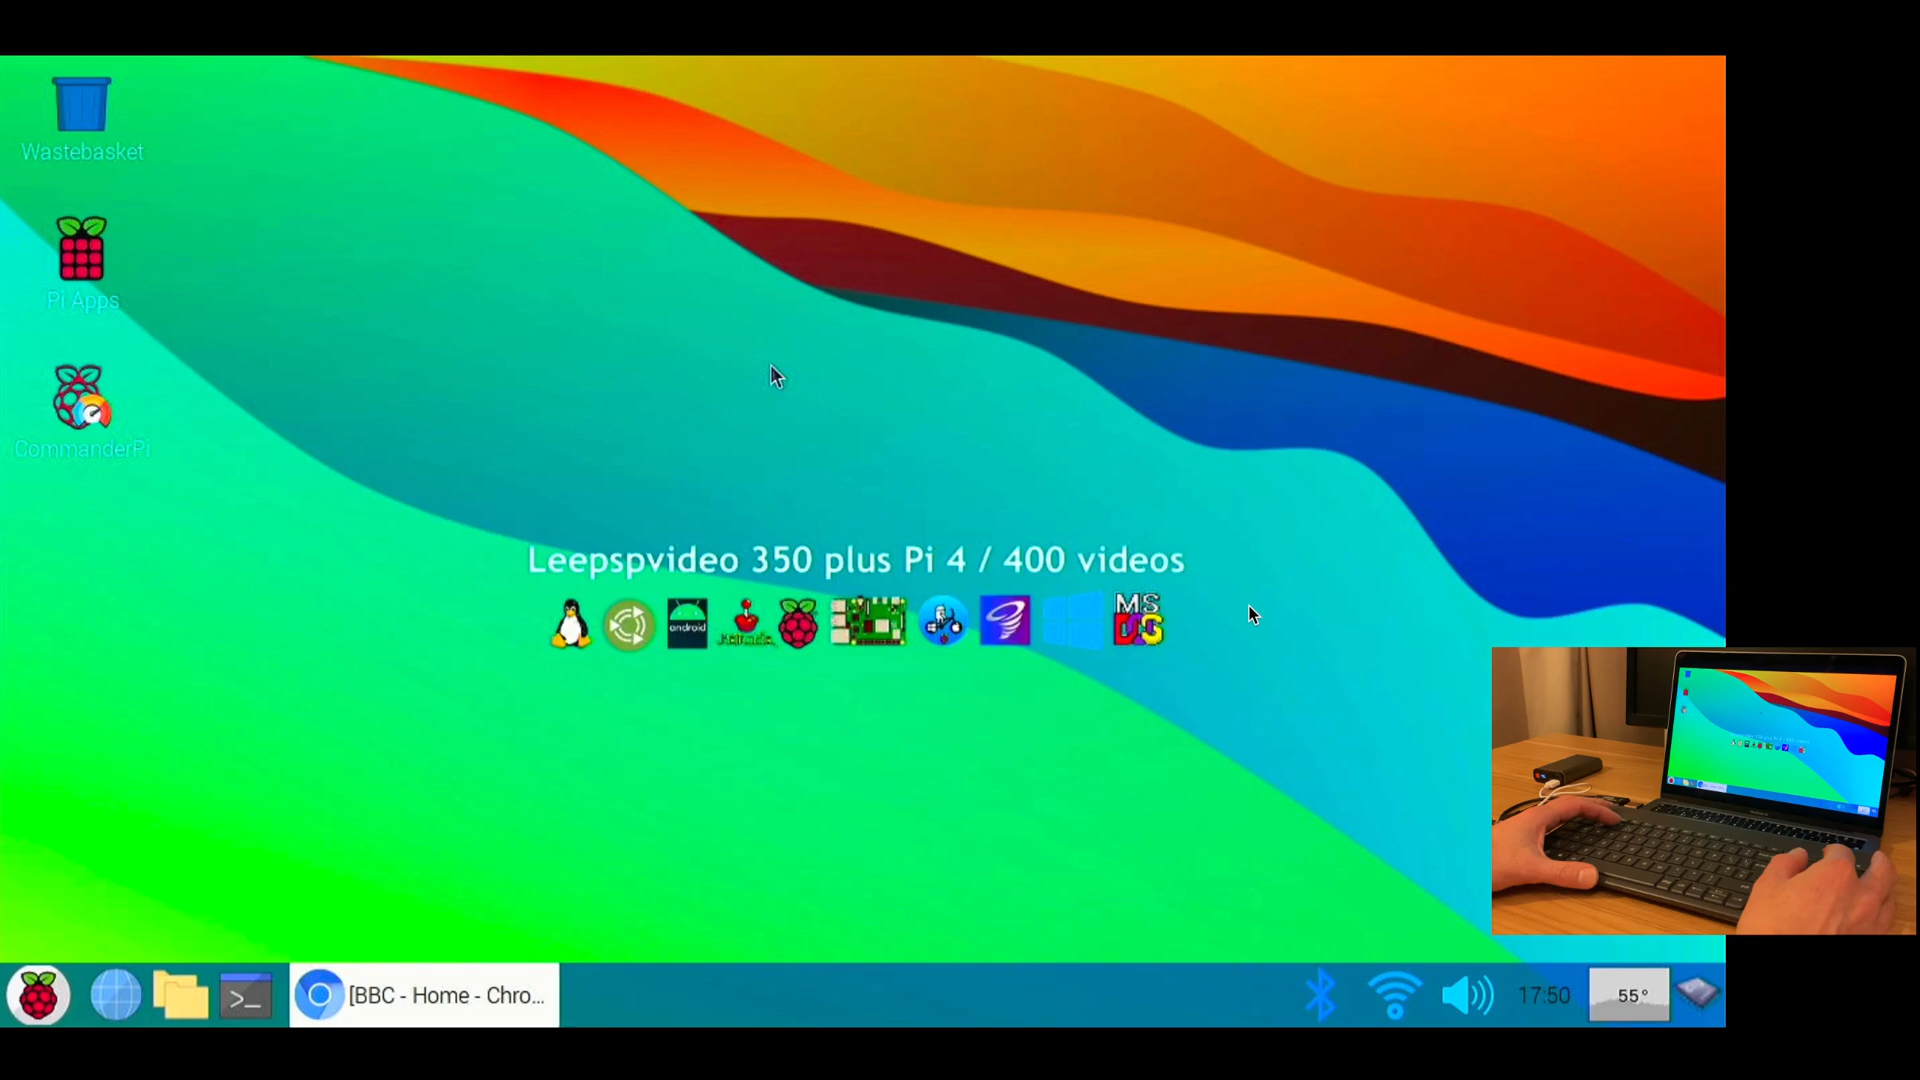 Wastebasket
Pi Apps
CommanderPi
Leepspvideo 350 plus Pi 4 / 400 videos
android
MS
DOS
>_
[BBC - Home - Chro...
17:50
55°